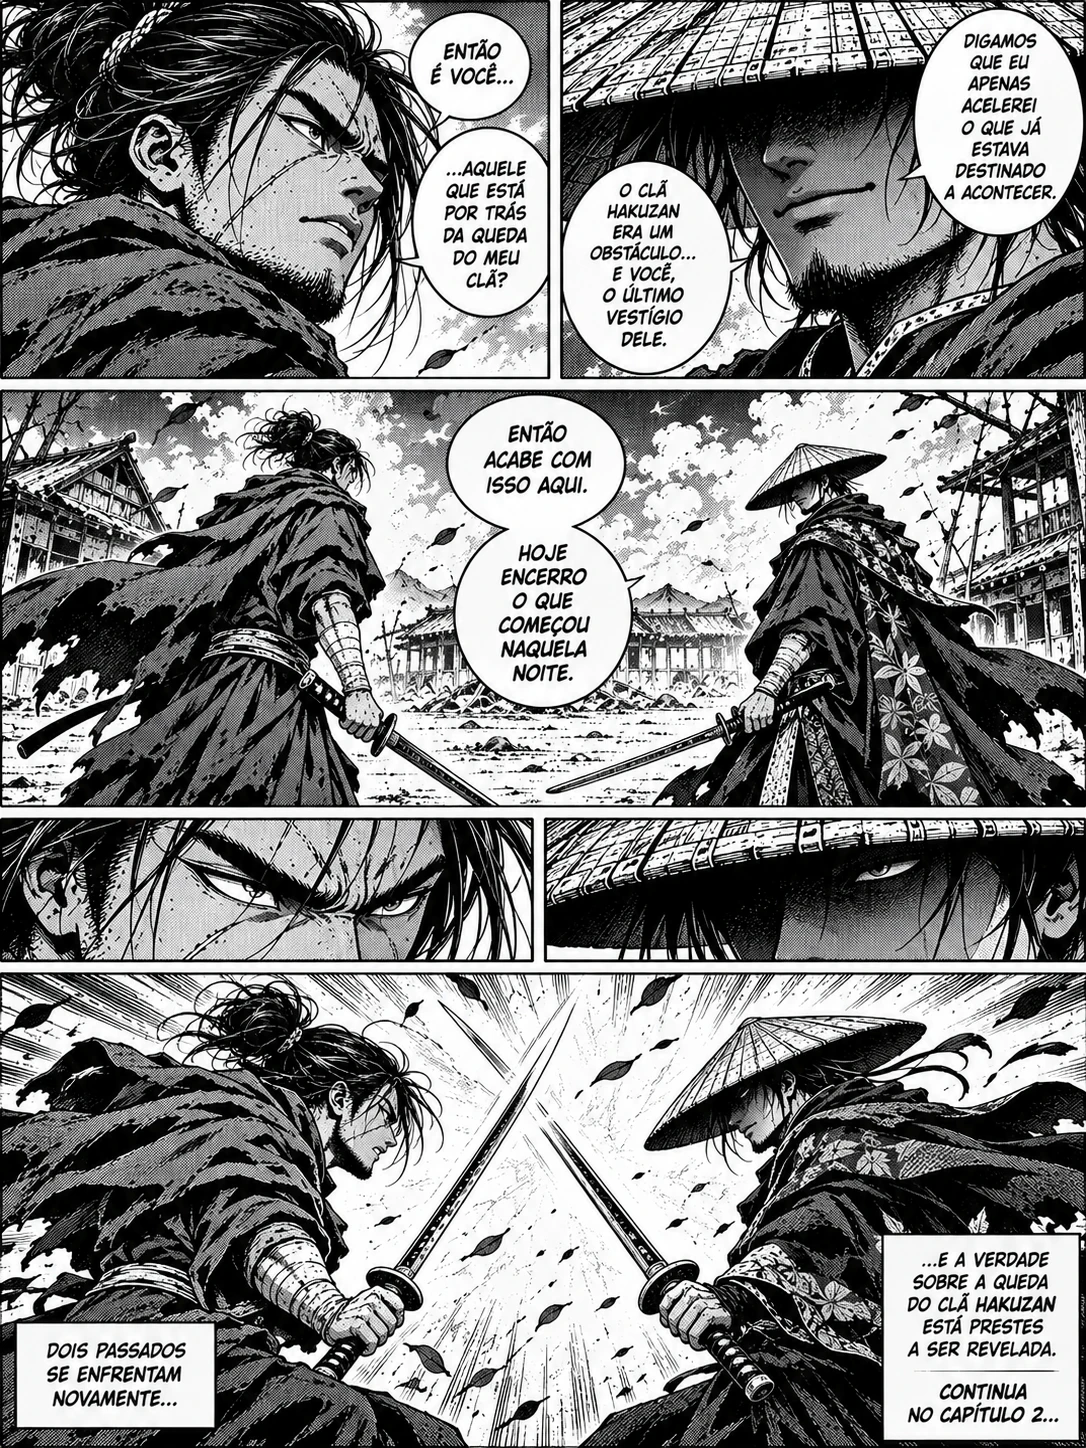 ENTÃO
É VOCÊ...
...AQUELE
QUE ESTÁ
POR TRÁS
DA QUEDA
DO MEU
CLÃ?
DIGAMOS
QUE EU
APENAS
ACELEREI
O QUE JÁ
ESTAVA
DESTINADO
A ACONTECER.
O CLÃ
HAKUZAN
ERA UM
OBSTÁCULO...
E VOCÊ,
O ÚLTIMO
VESTÍGIO
DELE.
ENTÃO
ACABE COM
ISSO AQUI.
HOJE
ENCERRO
O QUE
COMEÇOU
NAQUELA
NOITE.
DOIS PASSADOS
SE ENFRENTAM
NOVAMENTE...
...E A VERDADE
SOBRE A QUEDA
DO CLÃ HAKUZAN
ESTÁ PRESTES
A SER REVELADA.
CONTINUA
NO CAPÍTULO 2...